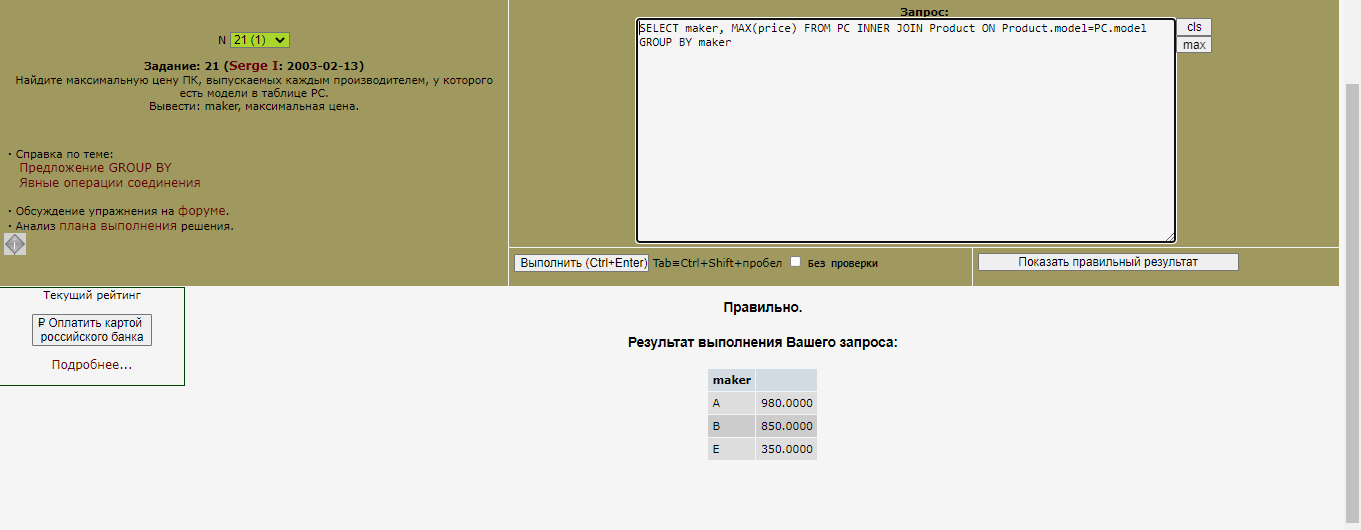 N 21 (1)
Задание: 21 (Serge I: 2003-02-13)
Найдите максимальную цену ПК, выпускаемых каждым производителем, у которого
есть модели в таблице PC.
Вывести: maker, максимальная цена.
· Справка по теме:
Предложение GROUP BY
Явные операции соединения
· Обсуждение упражнения на форуме.
· Анализ плана выполнения решения.
Запрос:
SELECT maker, MAX(price) FROM PC INNER JOIN Product ON Product.model=PC.model
GROUP BY maker
cls
max
Выполнить (Ctrl+Enter) Tab≡Ctrl+Shift+пробел Без проверки
Показать правильный результат
Текущий рейтинг
₽ Оплатить картой
российского банка
Подробнее...
Правильно.
Результат выполнения Вашего запроса:
maker
A 980.0000
B 850.0000
E 350.0000